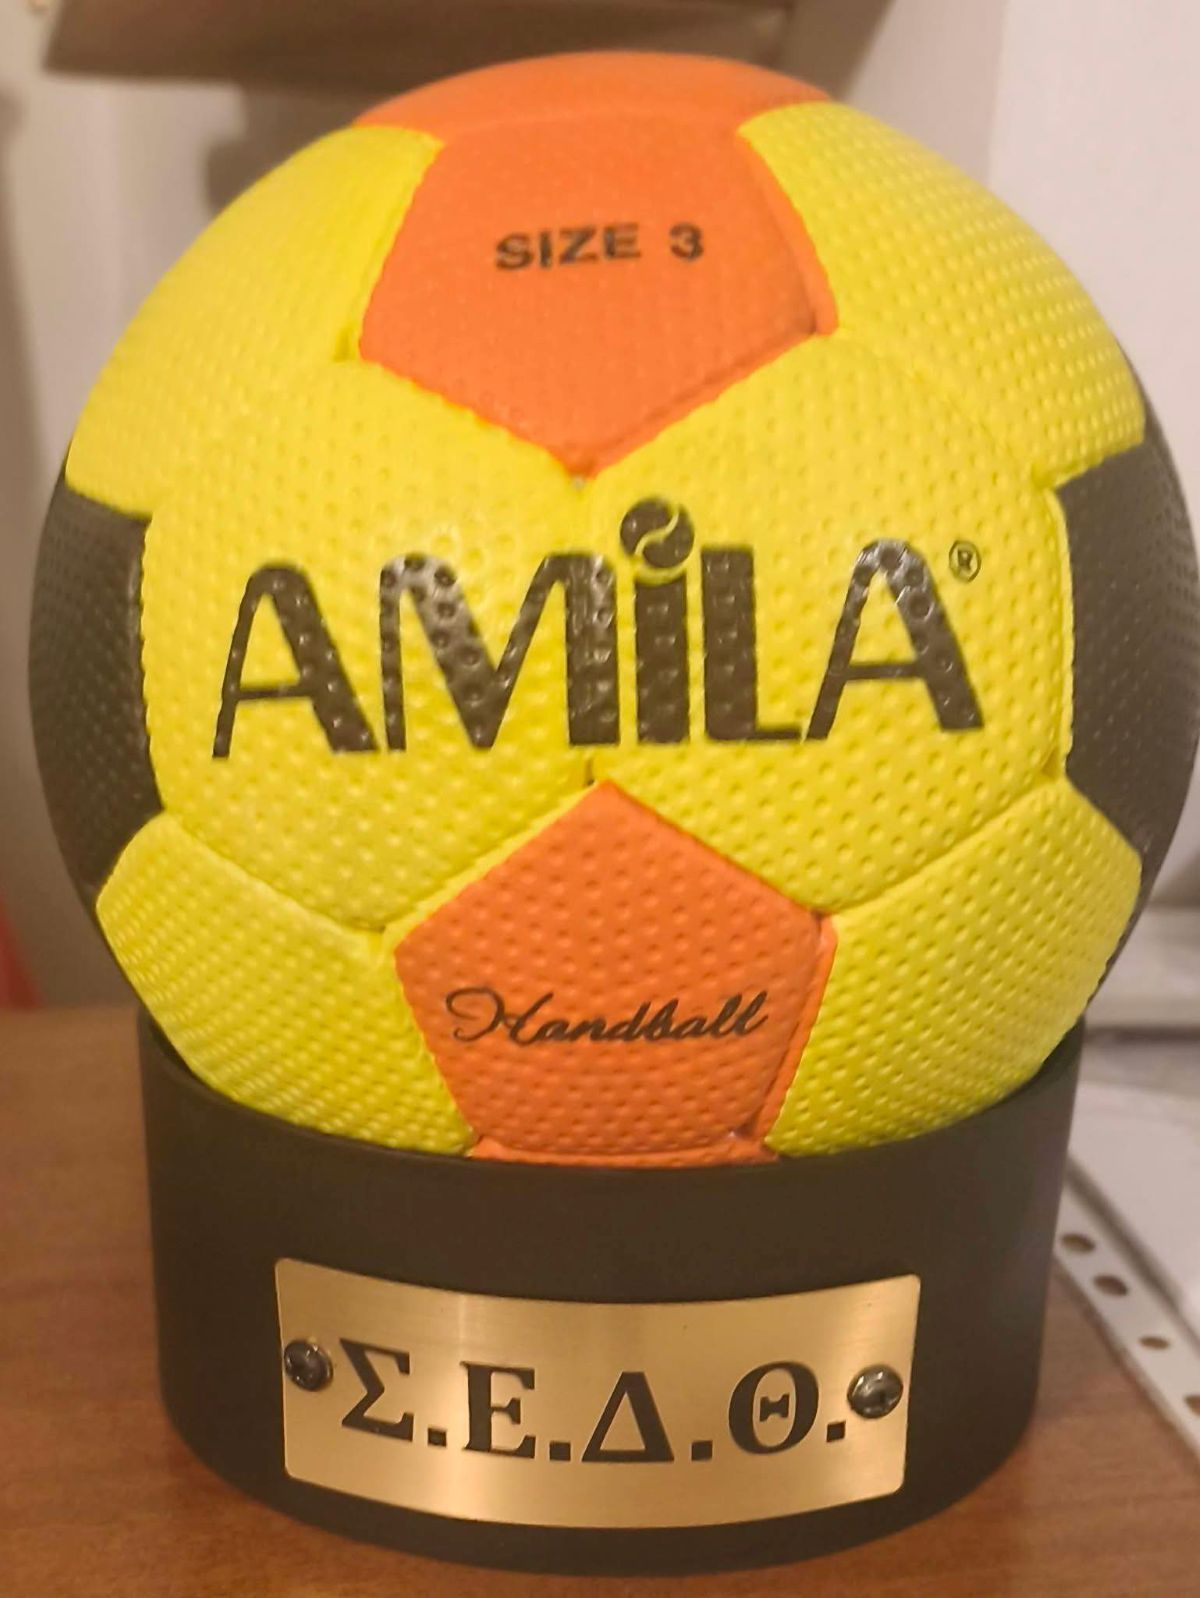 SIZE 3
AMiLA®
Handball
Σ.Ε.Δ.Θ.